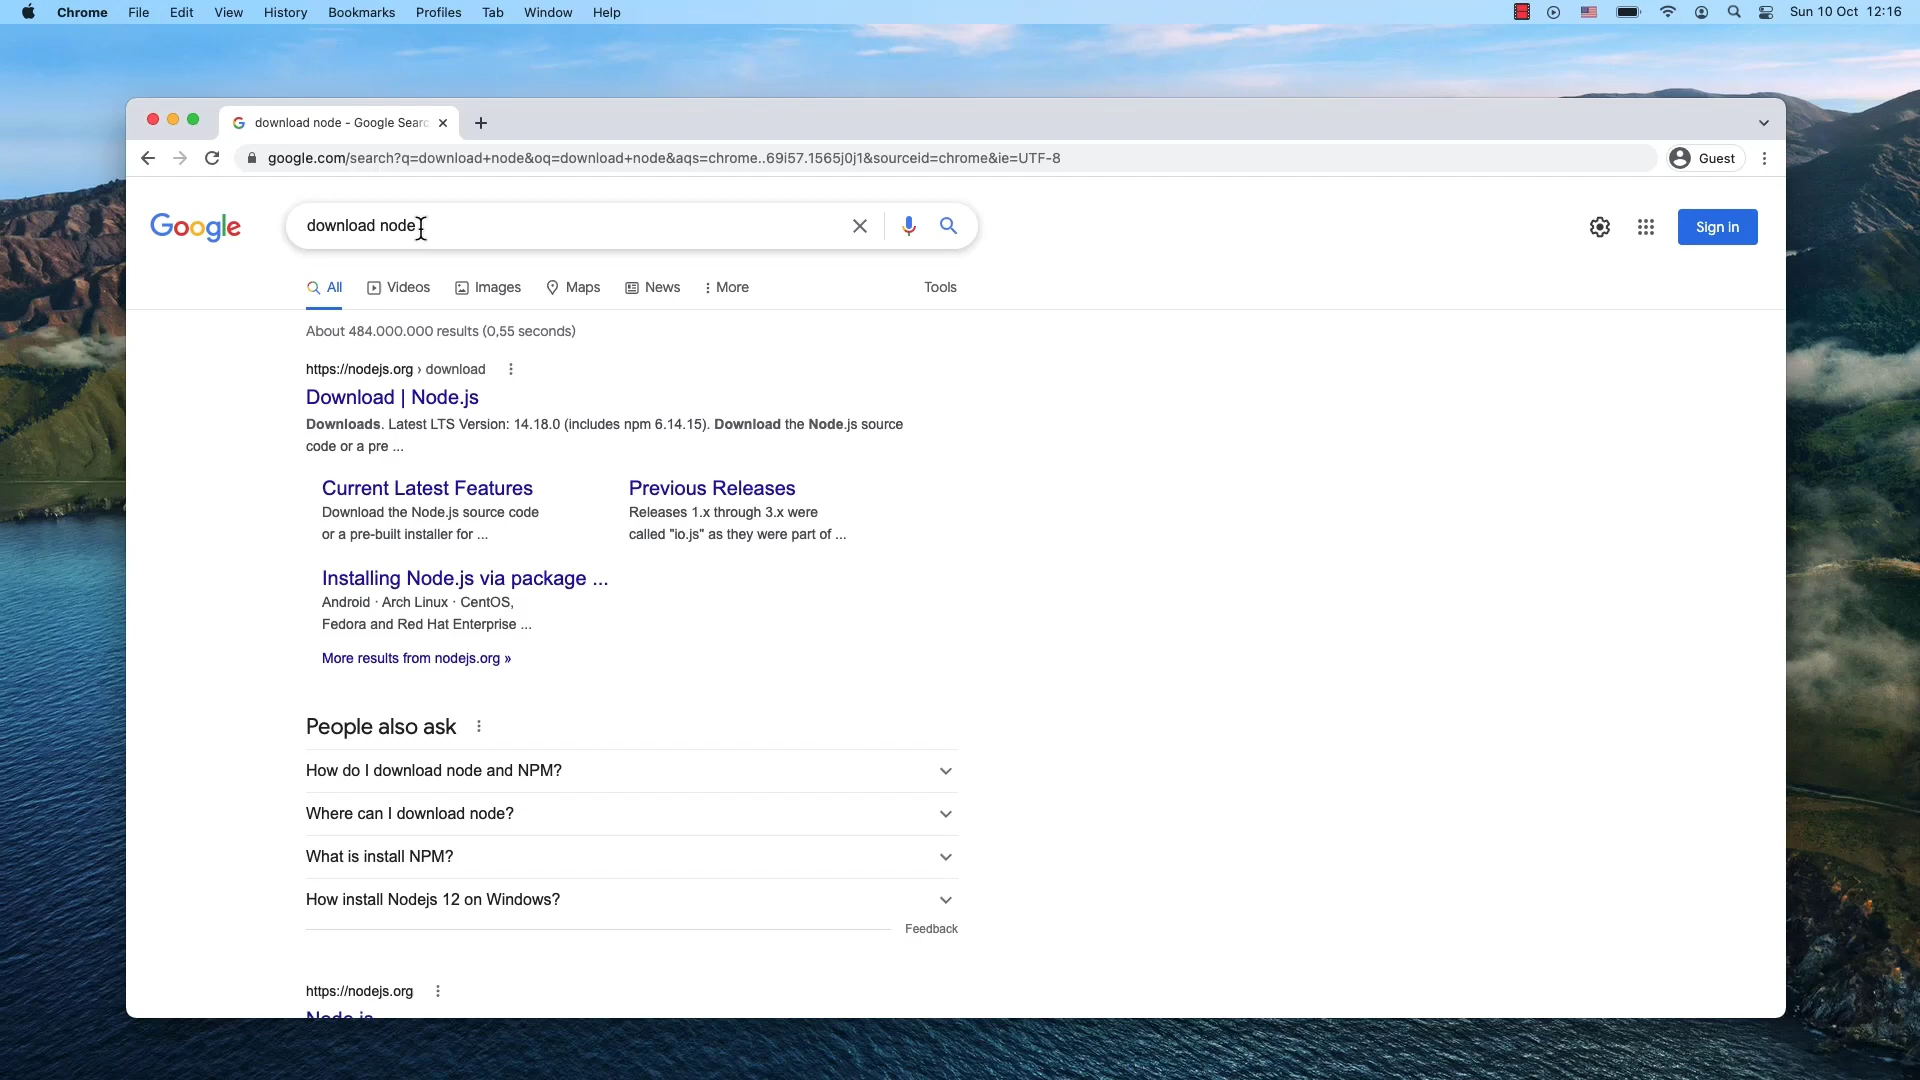 Chrome File Edit View History Bookmarks Profiles Tab Window Help Sun 10 Oct 12:16
download node - Google Searc
google.com/search?q=download+node&oq=download+node&aqs=chrome..69i57.1565j0j1&sourceid=chrome&ie=UTF-8 Guest
Google download node Sign in
All Videos Images Maps News More Tools
About 484.000.000 results (0,55 seconds)
https://nodejs.org › download
Download | Node.js
Downloads. Latest LTS Version: 14.18.0 (includes npm 6.14.15). Download the Node.js source
code or a pre ...
Current Latest Features Previous Releases
Download the Node.js source code Releases 1.x through 3.x were
or a pre-built installer for ... called "io.js" as they were part of ...
Installing Node.js via package ...
Android · Arch Linux · CentOS,
Fedora and Red Hat Enterprise ...
More results from nodejs.org »
People also ask
How do I download node and NPM?
Where can I download node?
What is install NPM?
How install Nodejs 12 on Windows?
Feedback
https://nodejs.org
Node.js